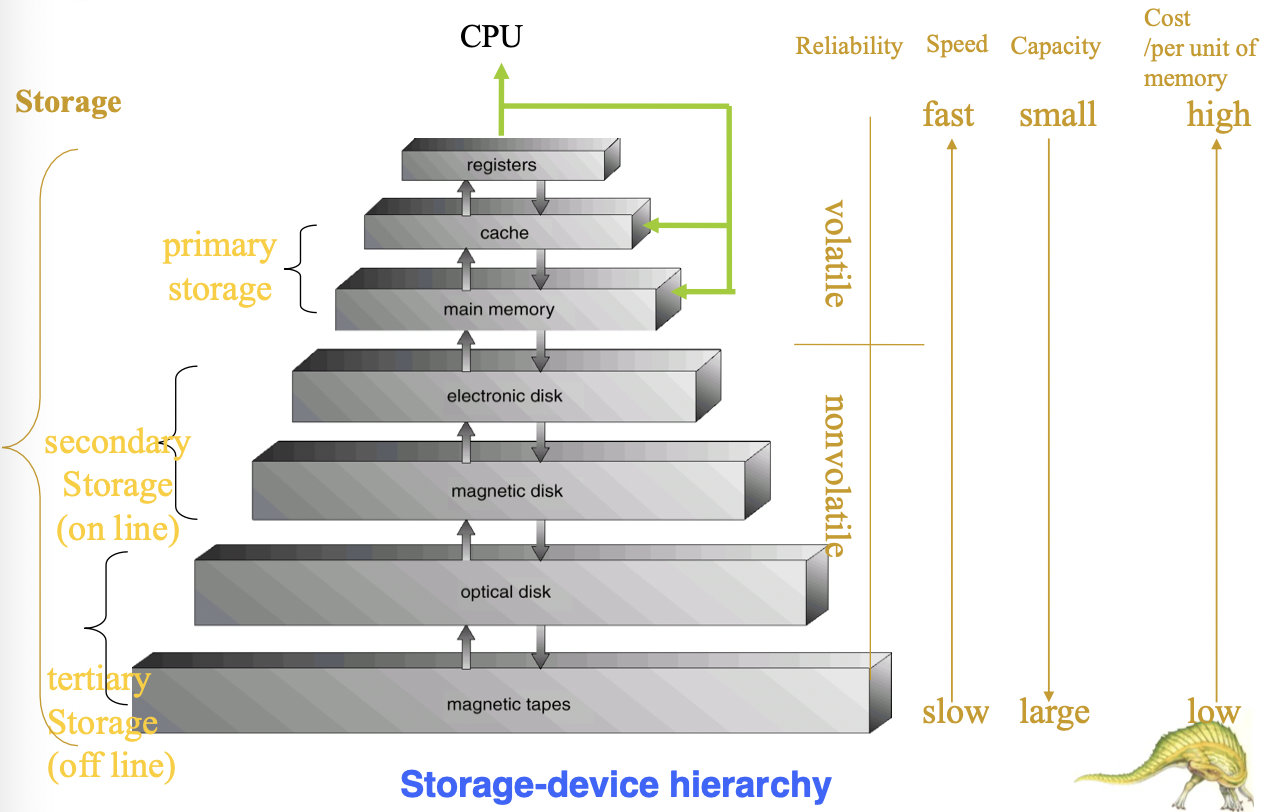 CPU
Reliability
Speed
Capacity
Cost
/per unit of
memory
Storage
fast
small
high
registers
cache
primary
storage
main memory
volatile
electronic disk
secondary
Storage
(on line)
magnetic disk
nonvolatile
optical disk
tertiary
Storage
(off line)
magnetic tapes
slow
large
low
Storage-device hierarchy